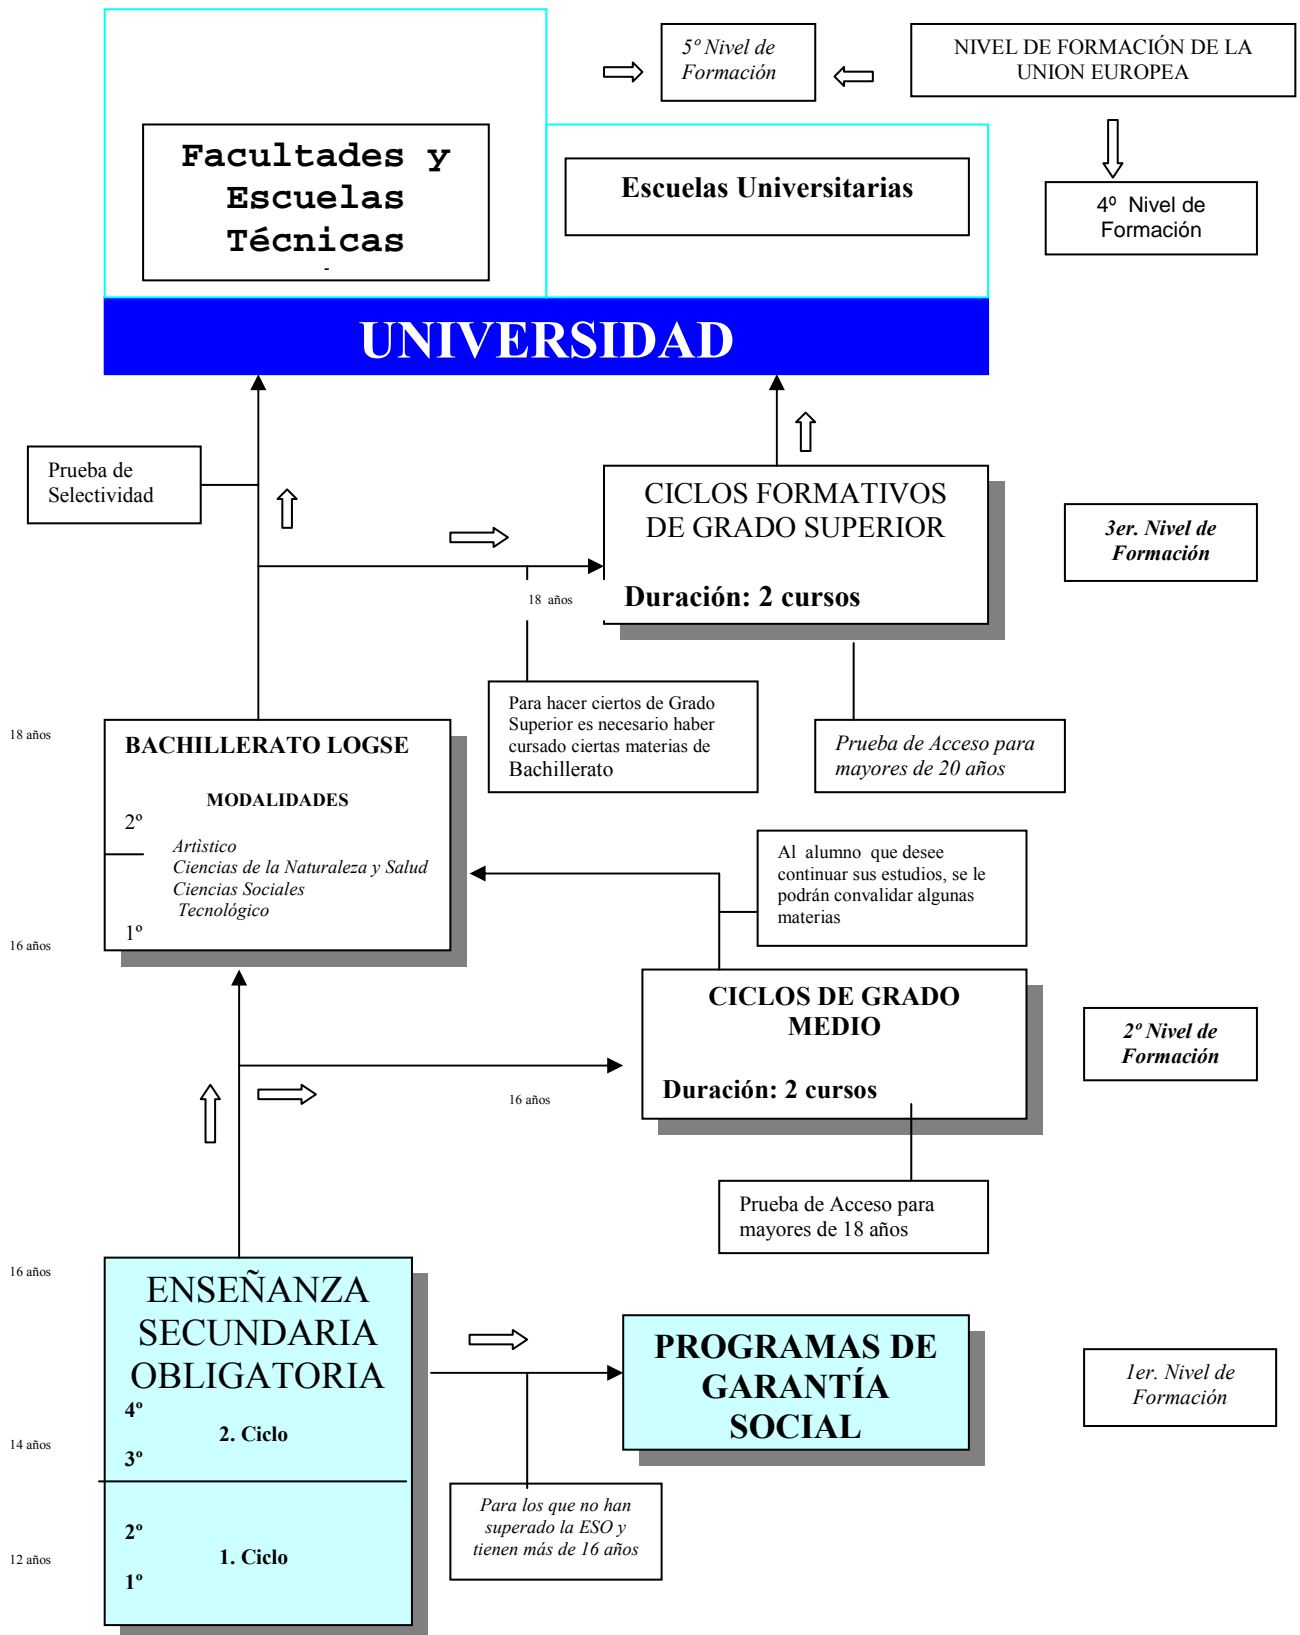 5º Nivel de
Formación
NIVEL DE FORMACIÓN DE LA
UNION EUROPEA
Facultades y
Escuelas
Técnicas
-
Escuelas Universitarias
4º  Nivel de
Formación
UNIVERSIDAD
Prueba de
Selectividad
CICLOS FORMATIVOS
DE GRADO SUPERIOR
Duración: 2 cursos
3er. Nivel de
Formación
18  años
Para hacer ciertos de Grado
Superior es necesario haber
cursado ciertas materias de
Bachillerato
Prueba de Acceso para
mayores de 20 años
18 años
BACHILLERATO LOGSE
MODALIDADES
2º
Artìstico
Ciencias de la Naturaleza y Salud
Ciencias Sociales
Tecnológico
1º
16 años
Al  alumno  que desee
continuar sus estudios, se le
podrán convalidar algunas
materias
CICLOS DE GRADO
MEDIO
Duración: 2 cursos
2º Nivel de
Formación
16 años
Prueba de Acceso para
mayores de 18 años
16 años
ENSEÑANZA
SECUNDARIA
OBLIGATORIA
4º
2. Ciclo
3º
14 años
2º
1. Ciclo
12 años
1º
PROGRAMAS DE
GARANTÍA
SOCIAL
1er. Nivel de
Formación
Para los que no han
superado la ESO y
tienen más de 16 años